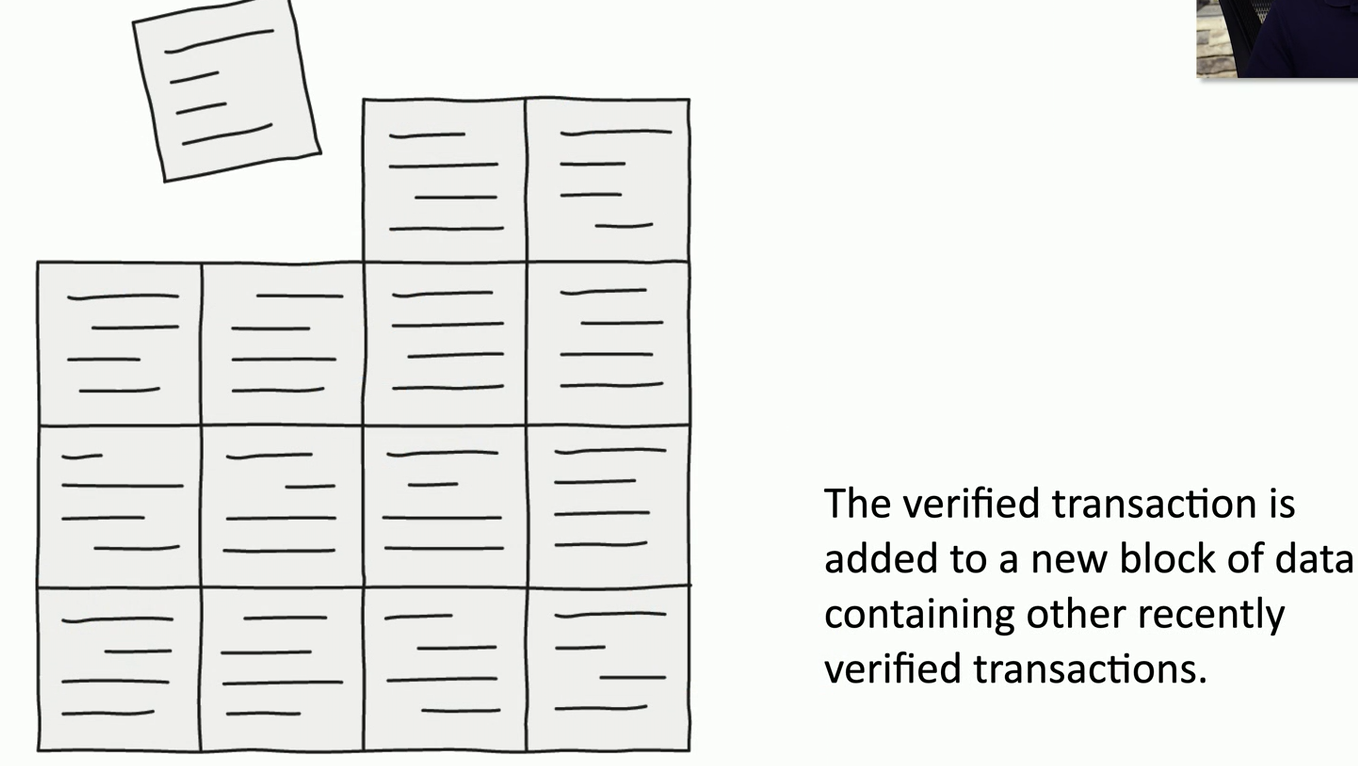 The verified transaction is
added to a new block of data
containing other recently
verified transactions.